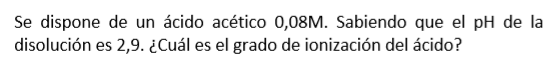 Se dispone de un ácido acético 0,08M. Sabiendo que el pH de la
disolución es 2,9. ¿Cuál es el grado de ionización del ácido?